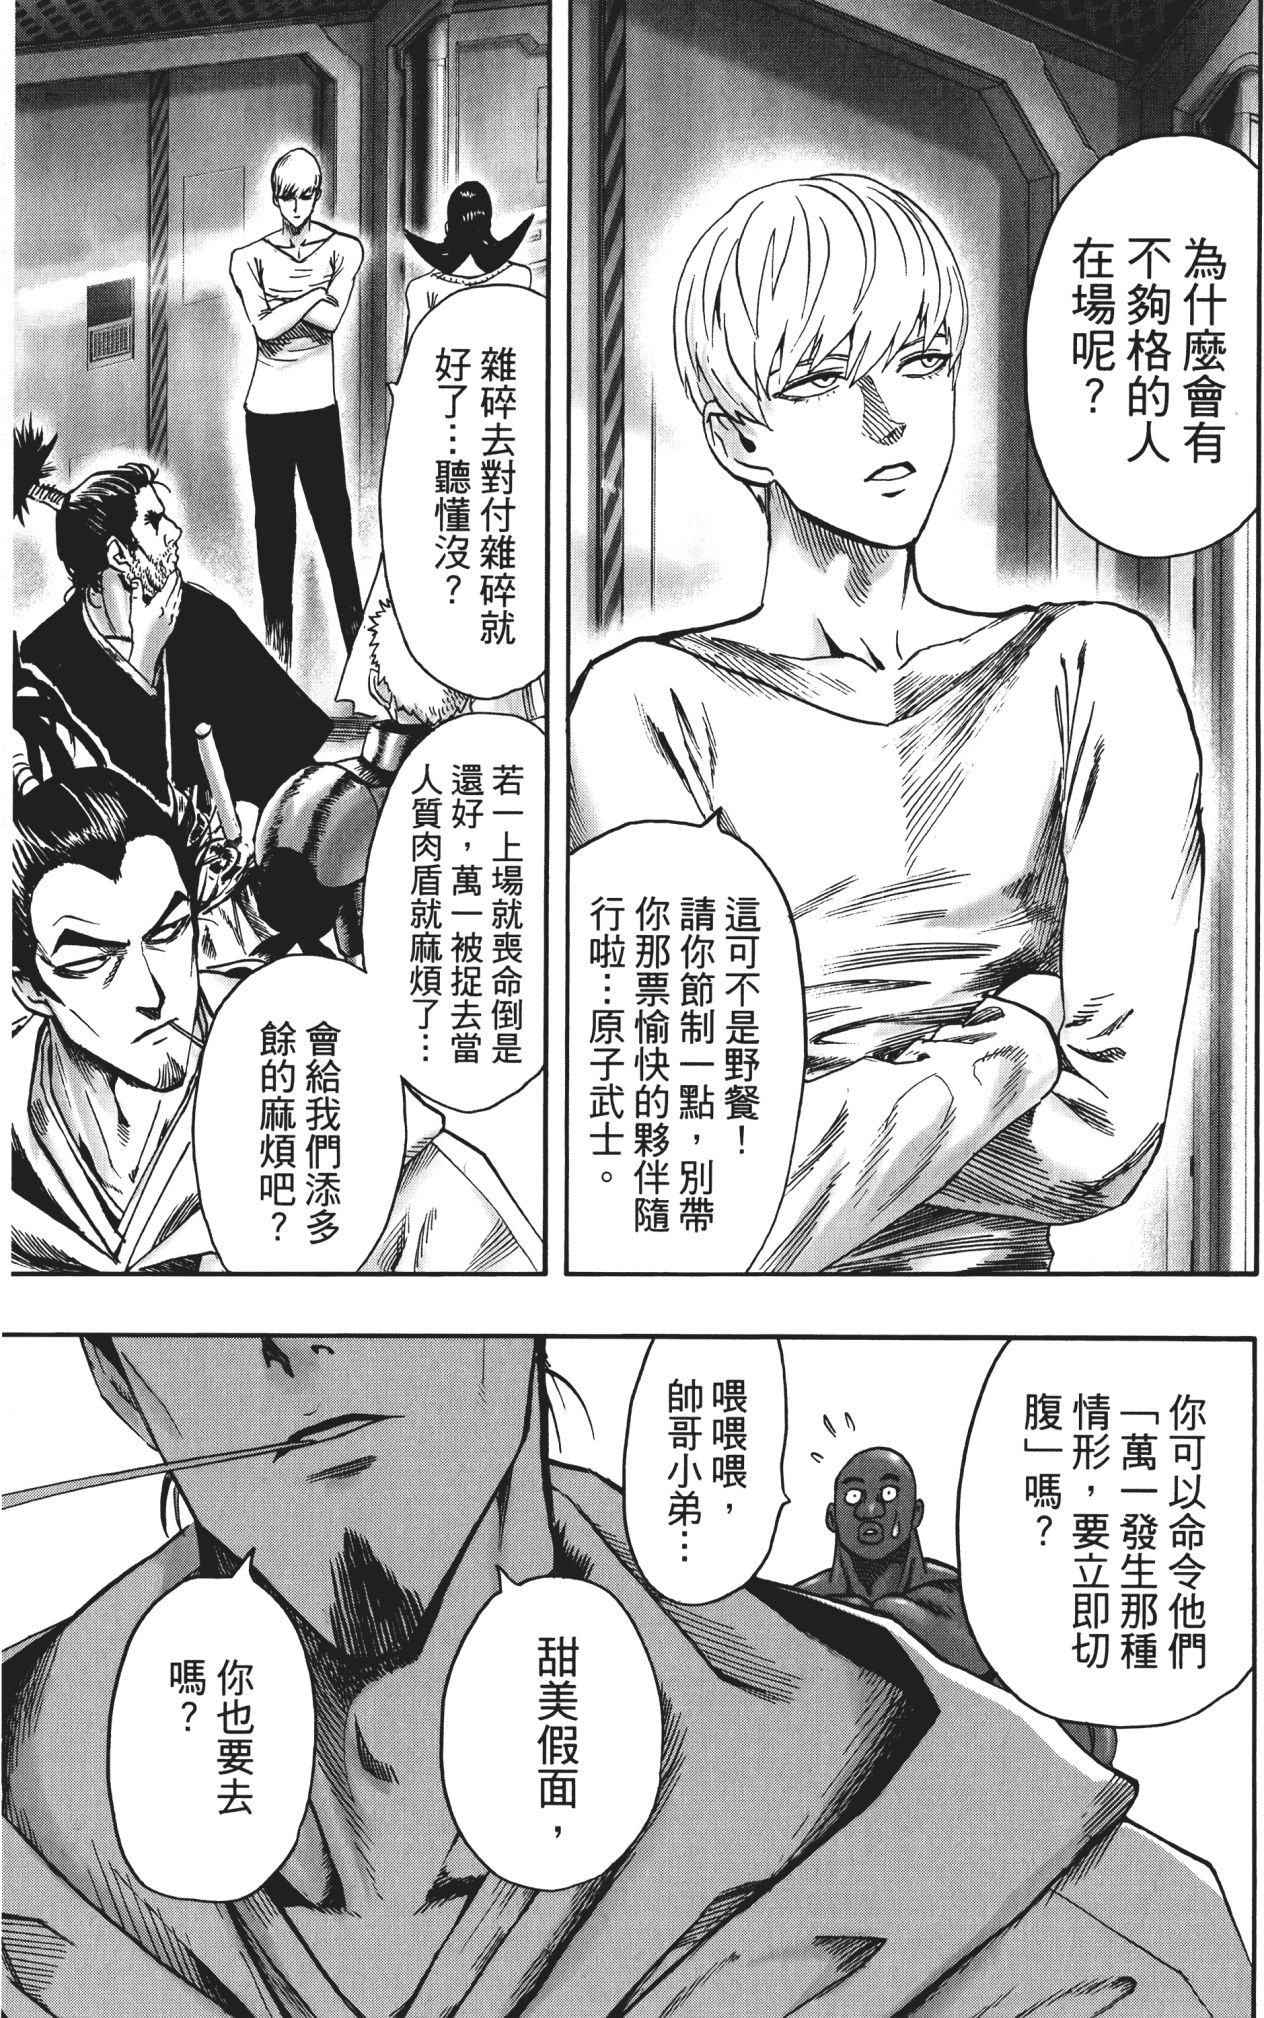 為什麼會有
不夠格的人
在場呢？
這可不是野餐！
請你節制一點，別帶
你那票愉快的夥伴隨
行啦…原子武士。
雜碎去對付雜碎就
好了…聽懂沒？
若一上場就喪命倒是
還好，萬一被捉去當
人質肉盾就麻煩了…
會給我們添多
餘的麻煩吧？
你可以命令他們
「萬一發生那種
情形，要立即切
腹」嗎？
喂喂喂，
帥哥小弟…
甜美假面，
你也要去
嗎？